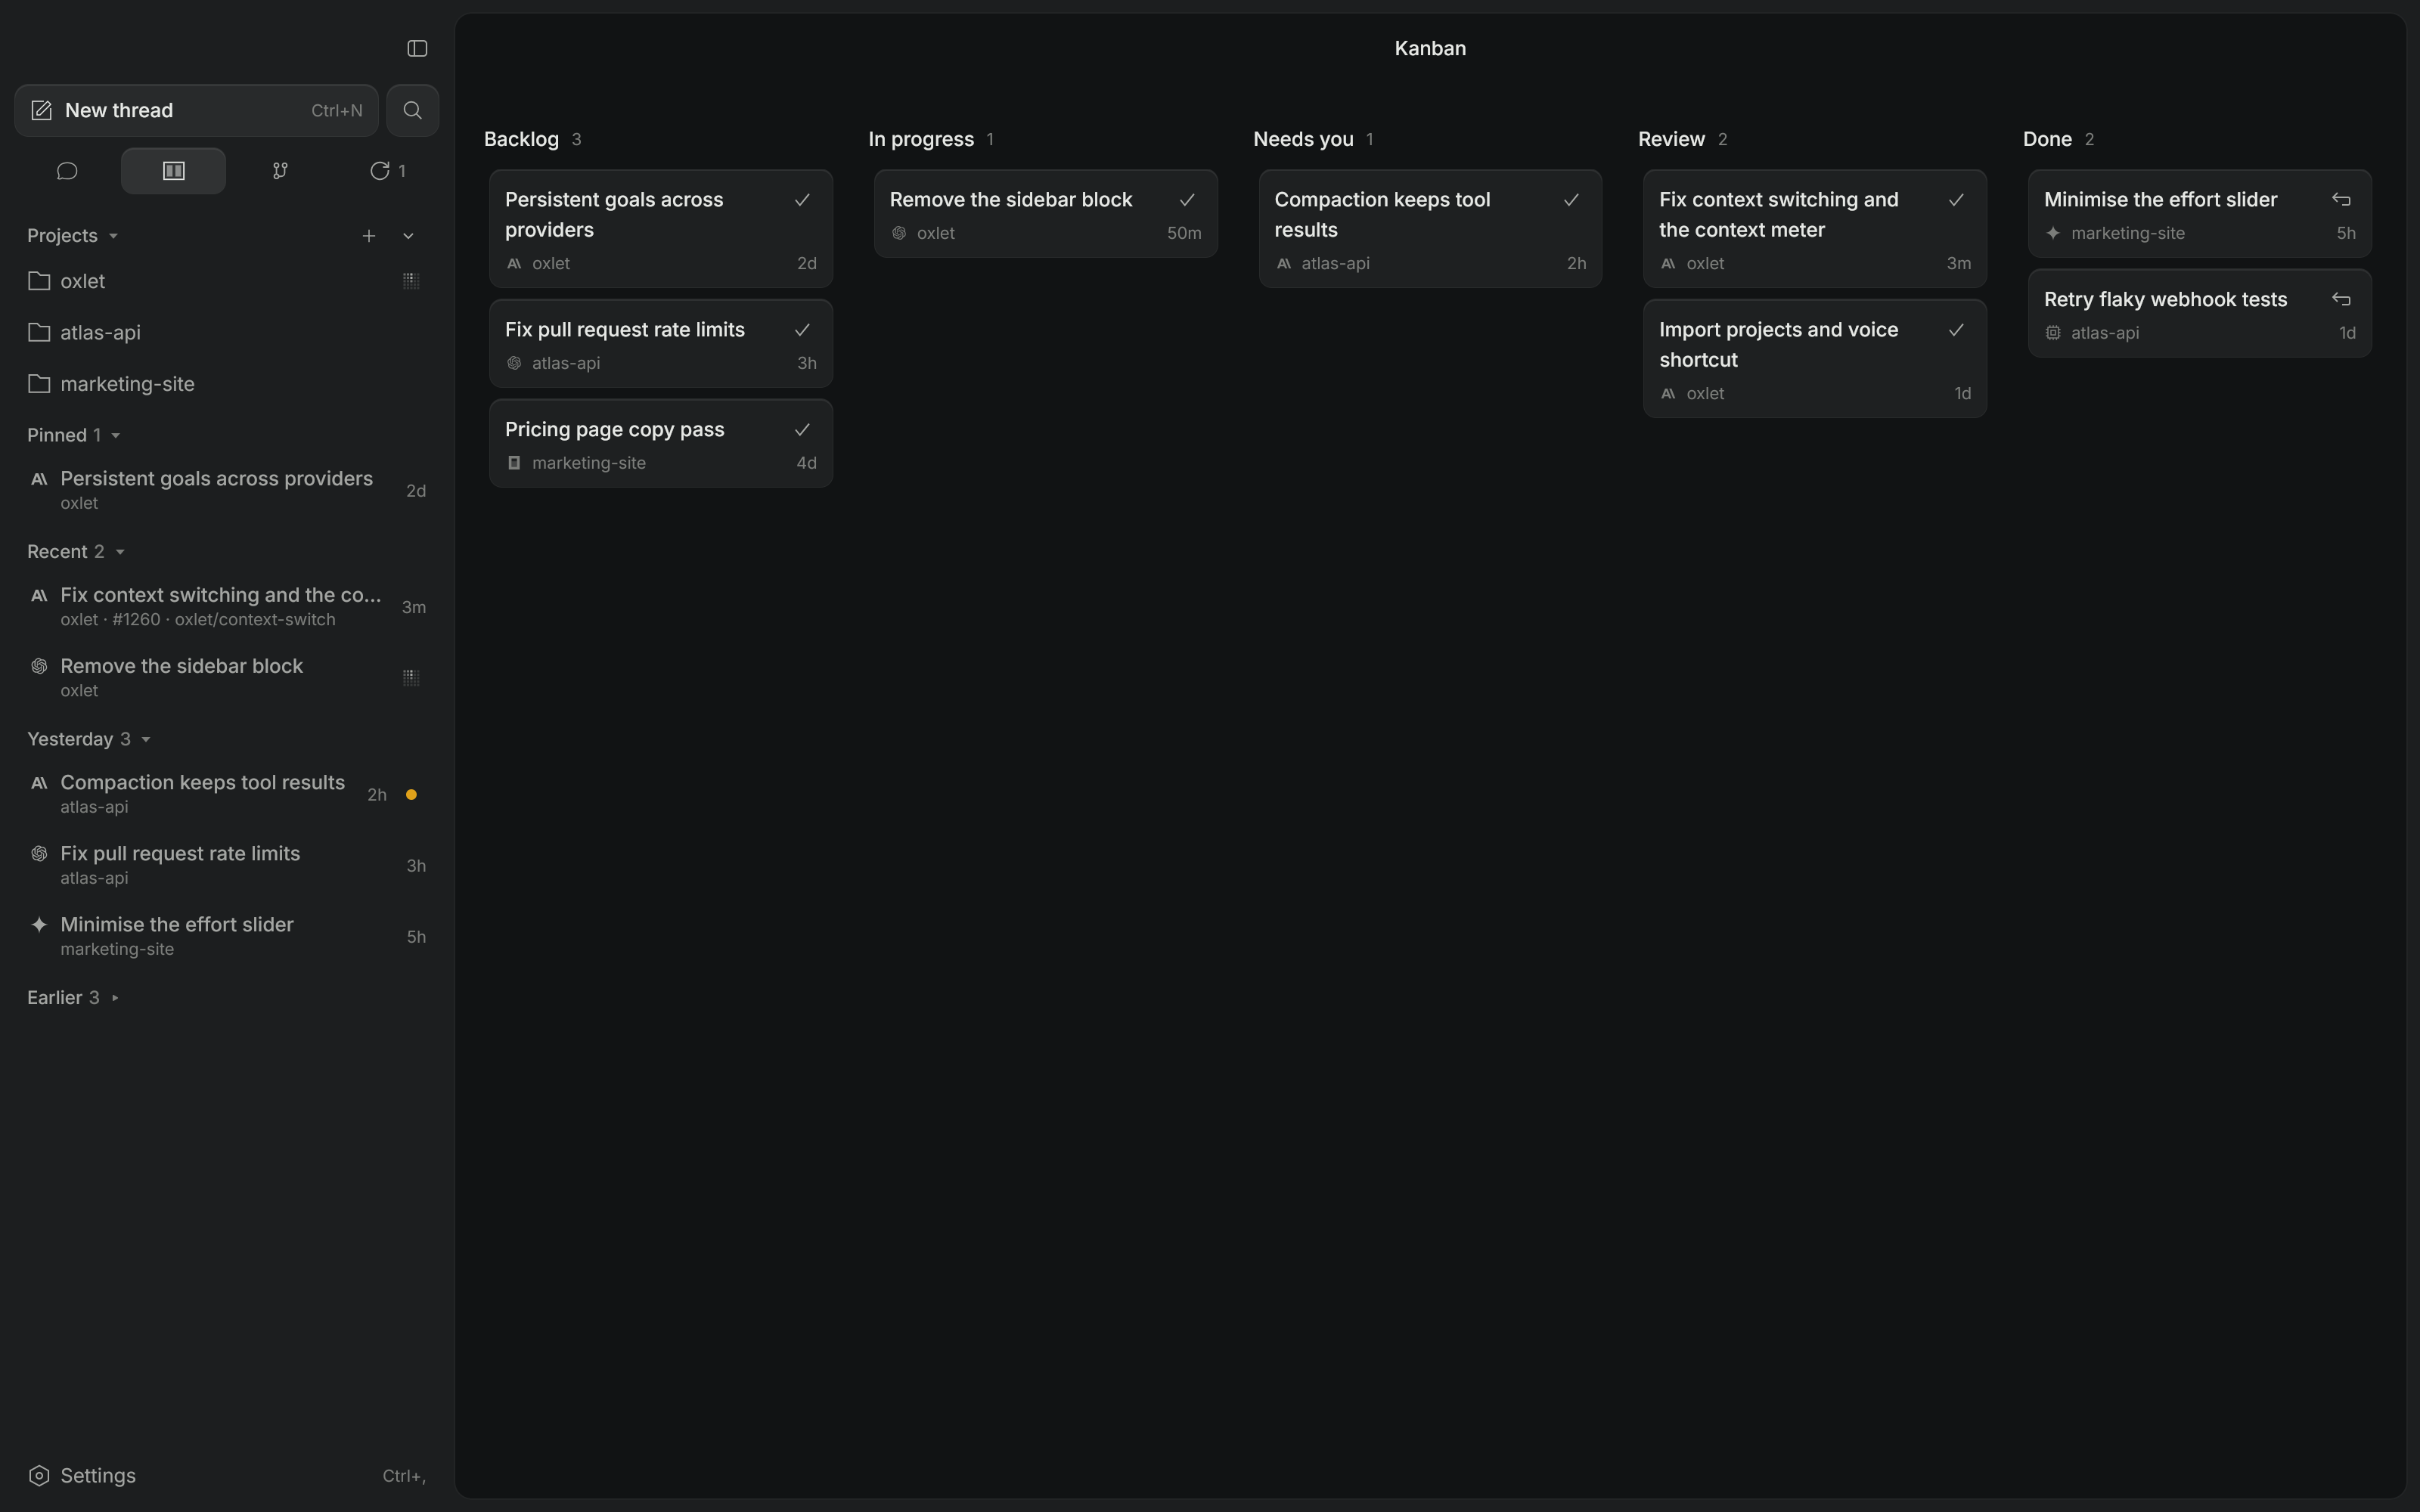 New thread
Ctrl+N
1
Projects
oxlet
atlas-api
marketing-site
Pinned 1
Persistent goals across providers
oxlet
2d
Recent 2
Fix context switching and the co...
oxlet · #1260 · oxlet/context-switch
3m
Remove the sidebar block
oxlet
Yesterday 3
Compaction keeps tool results
atlas-api
2h
Fix pull request rate limits
atlas-api
3h
Minimise the effort slider
marketing-site
5h
Earlier 3
Settings
Ctrl+,
Kanban
Backlog 3
Persistent goals across
providers
oxlet
2d
Fix pull request rate limits
atlas-api
3h
Pricing page copy pass
marketing-site
4d
In progress 1
Remove the sidebar block
oxlet
50m
Needs you 1
Compaction keeps tool
results
atlas-api
2h
Review 2
Fix context switching and
the context meter
oxlet
3m
Import projects and voice
shortcut
oxlet
1d
Done 2
Minimise the effort slider
marketing-site
5h
Retry flaky webhook tests
atlas-api
1d